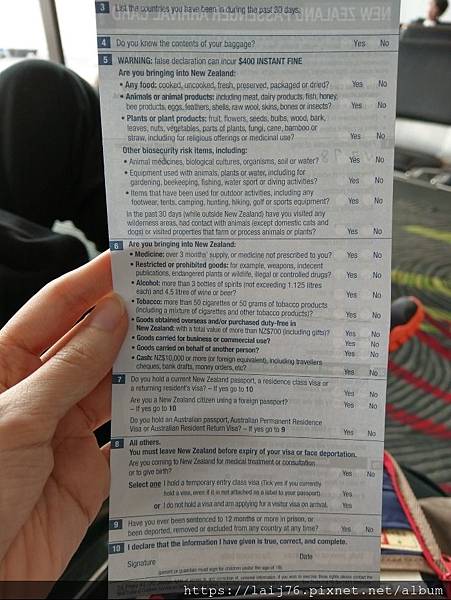 3 List the countries you have been in during the past 30 days.
4 Do you know the contents of your baggage? Yes No
5 WARNING: false declaration can incur $400 INSTANT FINE
Are you bringing into New Zealand:
• Any food: cooked, uncooked, fresh, preserved, packaged or dried? Yes No
• Animals or animal products: including meat, dairy products, fish, honey,
bee products, eggs, feathers, shells, raw wool, skins, bones or insects? Yes No
• Plants or plant products: fruit, flowers, seeds, bulbs, wood, bark,
leaves, nuts, vegetables, parts of plants, fungi, cane, bamboo or
straw, including for religious offerings or medicinal use? Yes No
Other biosecurity risk items, including:
• Animal medicines, biological cultures, organisms, soil or water? Yes No
• Equipment used with animals, plants or water, including for
gardening, beekeeping, fishing, water sport or diving activities? Yes No
• Items that have been used for outdoor activities, including any
footwear, tents, camping, hunting, hiking, golf or sports equipment? Yes No
In the past 30 days (while outside New Zealand) have you visited any
wilderness areas, had contact with animals (except domestic cats and
dogs) or visited properties that farm or process animals or plants? Yes No
6 Are you bringing into New Zealand:
• Medicine: over 3 months' supply, or medicine not prescribed to you? Yes No
• Restricted or prohibited goods: for example, weapons, indecent
publications, endangered plants or wildlife, illegal or controlled drugs? Yes No
• Alcohol: more than 3 bottles of spirits (not exceeding 1.125 litres
each) and 4.5 litres of wine or beer? Yes No
• Tobacco: more than 50 cigarettes or 50 grams of tobacco products
(including a mixture of cigarettes and other tobacco products)? Yes No
• Goods obtained overseas and/or purchased duty-free in
New Zealand: with a total value of more than NZ$700 (including gifts)? Yes No
• Goods carried for business or commercial use? Yes No
• Goods carried on behalf of another person? Yes No
• Cash: NZ$10,000 or more (or foreign equivalent), including travellers
cheques, bank drafts, money orders, etc? Yes No
7 Do you hold a current New Zealand passport, a residence class visa or
a returning resident's visa? – If yes go to 10 Yes No
Are you a New Zealand citizen using a foreign passport?
– If yes go to 10 Yes No
Do you hold an Australian passport, Australian Permanent Residence
Visa or Australian Resident Return Visa? – If yes go to 9 Yes No
8 All others.
You must leave New Zealand before expiry of your visa or face deportation.
Are you coming to New Zealand for medical treatment or consultation
or to give birth? Yes No
Select one I hold a temporary entry class visa (Tick yes if you currently
hold a visa, even if it is not attached as a label to your passport). Yes
or I do not hold a visa and am applying for a visitor visa on arrival. Yes
9 Have you ever been sentenced to 12 months or more in prison, or
been deported, removed or excluded from any country at any time? Yes No
10 I declare that the information I have given is true, correct, and complete.
Signature Date
(parent or guardian must sign for children under the age of 18)
https://laij76.pixnet.net/album